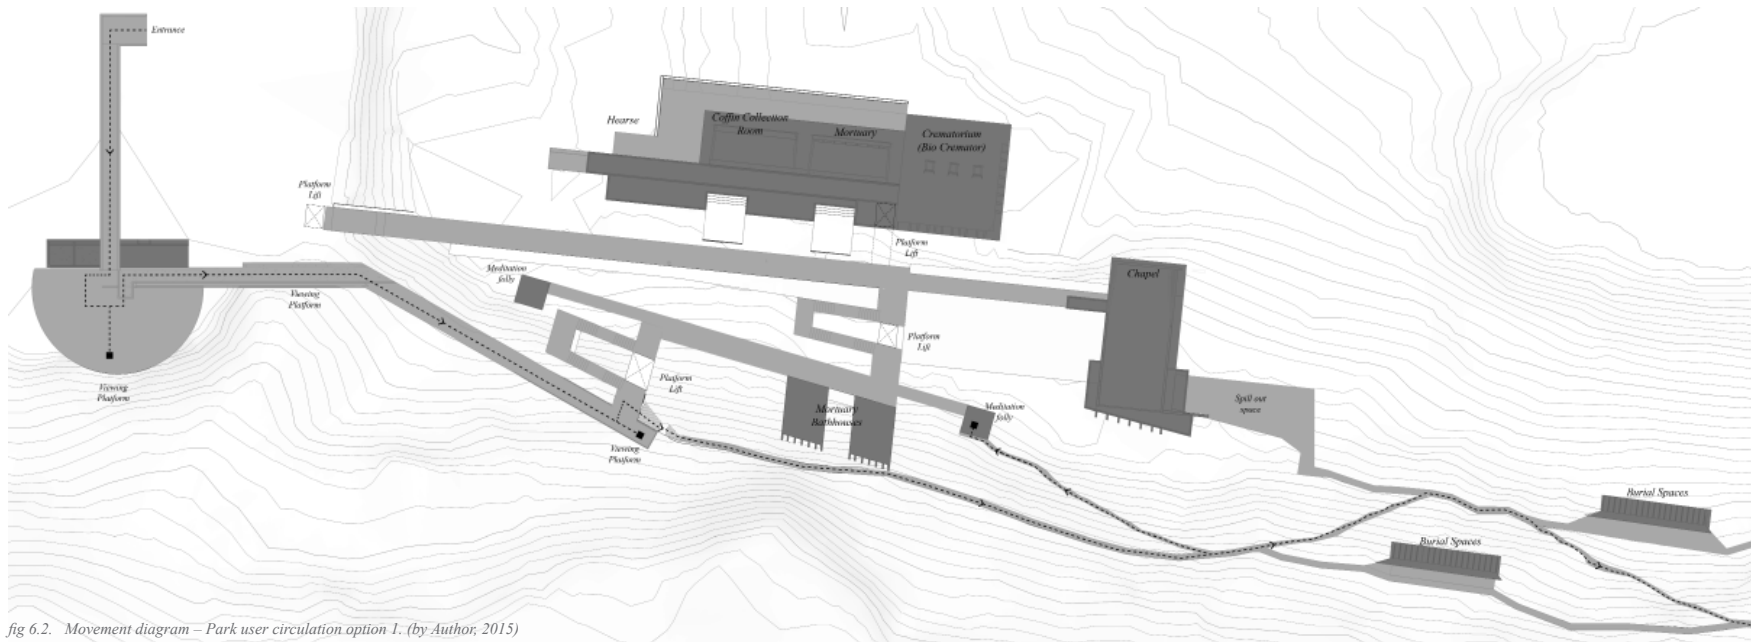 Entrance
Hearse
Coffin Collection
Room
Mortuary
Crematorium
(Bio Cremator)
Platform
Lift
Platform
Lift
Meditation
folly
Chapel
Viewing
Platform
Platform
Lift
Platform
Lift
Viewing
Platform
Mortuary
Bathhouses
Meditation
folly
Spill out
space
Viewing
Platform
Burial Spaces
Burial Spaces
fig 6.2. Movement diagram – Park user circulation option 1. (by Author, 2015)